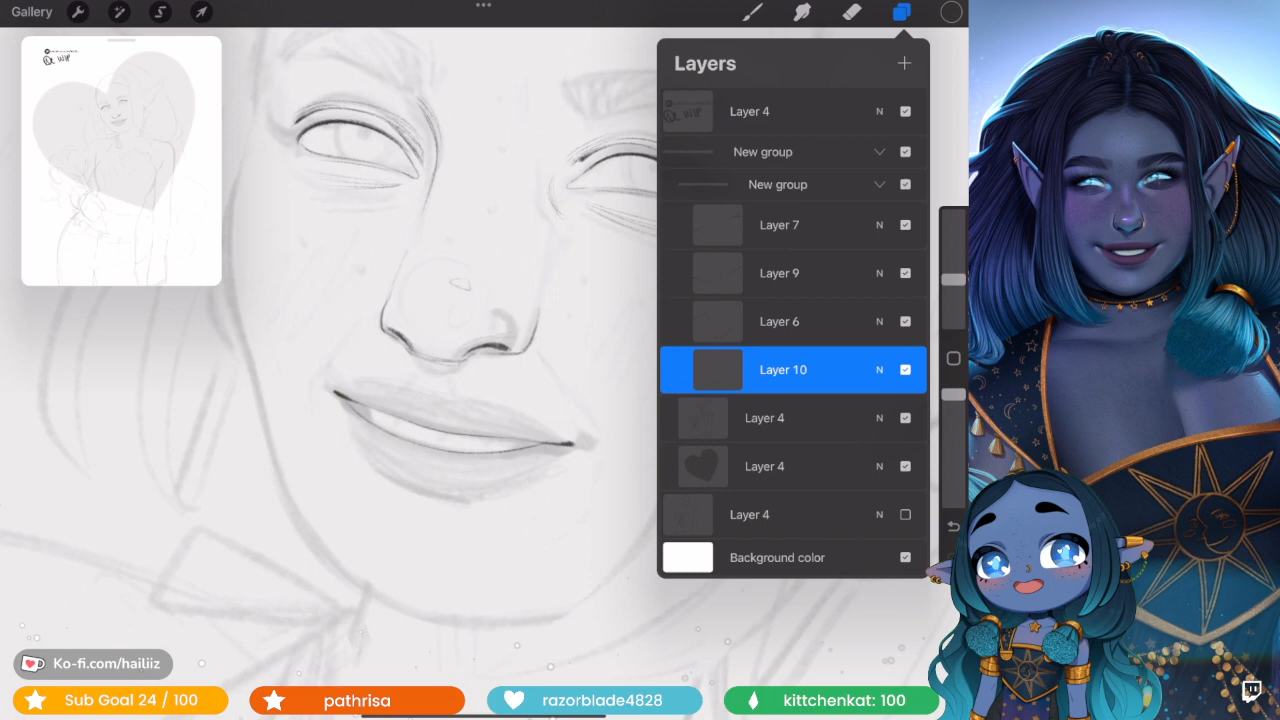 Gallery
Layers
Layer 4 N
New group
New group
Layer 7 N
Layer 9 N
Layer 6 N
Layer 10 N
Layer 4 N
Layer 4 N
Layer 4 N
Background color
WIP
Ko-fi.com/hailiiz
Sub Goal 24 / 100
pathrisa
razorblade4828
kittchenkat: 100